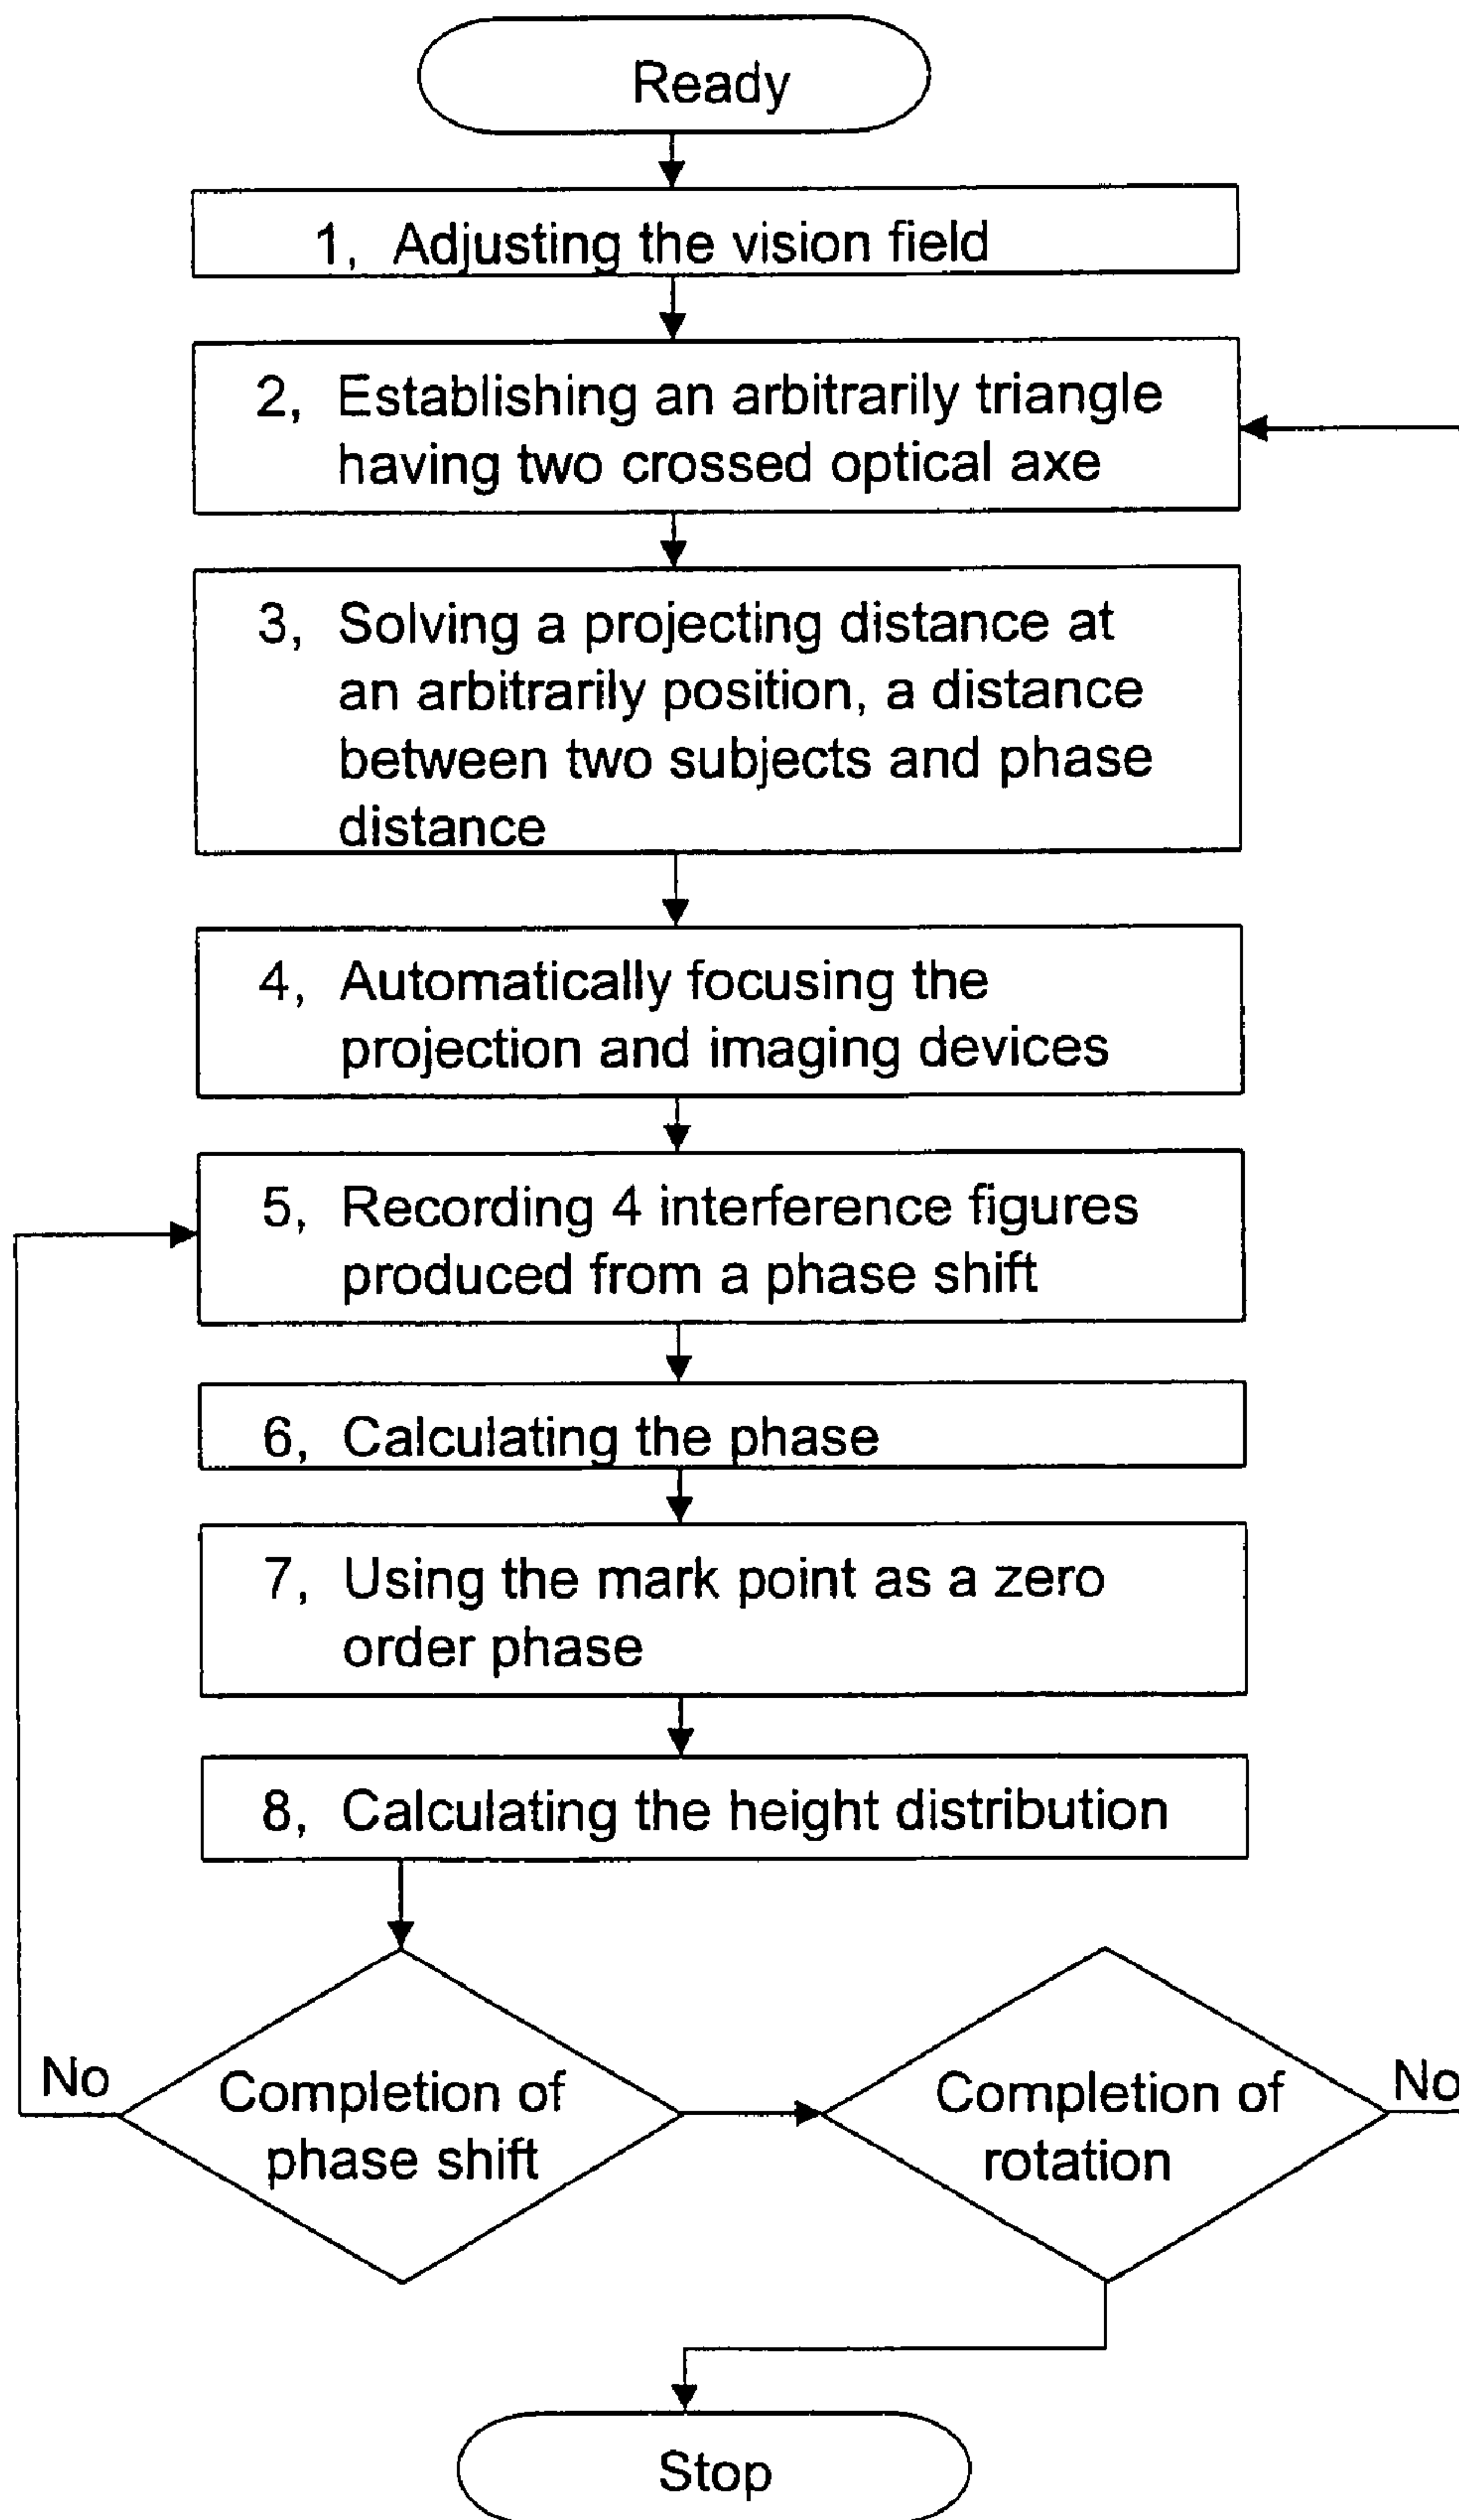 Ready
1, Adjusting the vision field
2, Establishing an arbitrarily triangle
having two crossed optical axe
3, Solving a projecting distance at
an arbitrarily position, a distance
between two subjects and phase
distance
4, Automatically focusing the
projection and imaging devices
5, Recording 4 interference figures
produced from a phase shift
6, Calculating the phase
7, Using the mark point as a zero
order phase
8, Calculating the height distribution
No
Completion of
phase shift
Completion of
rotation
No
Stop